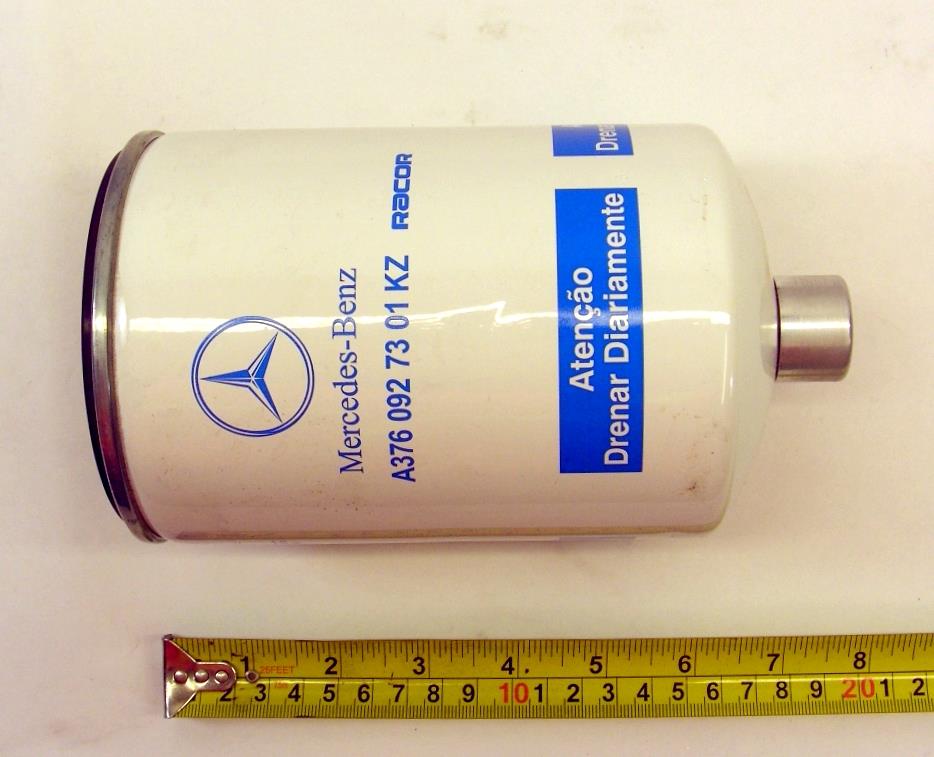 Mercedes-Benz
A376 092 73 01 KZ RACOR
Atenção
Drenar Diariamente
Drena
1 2 3 4 5 6 7 8
25FEET
2 3 4 5 6 7 8 9 10 1 2 3 4 5 6 7 8 9 20 1 2